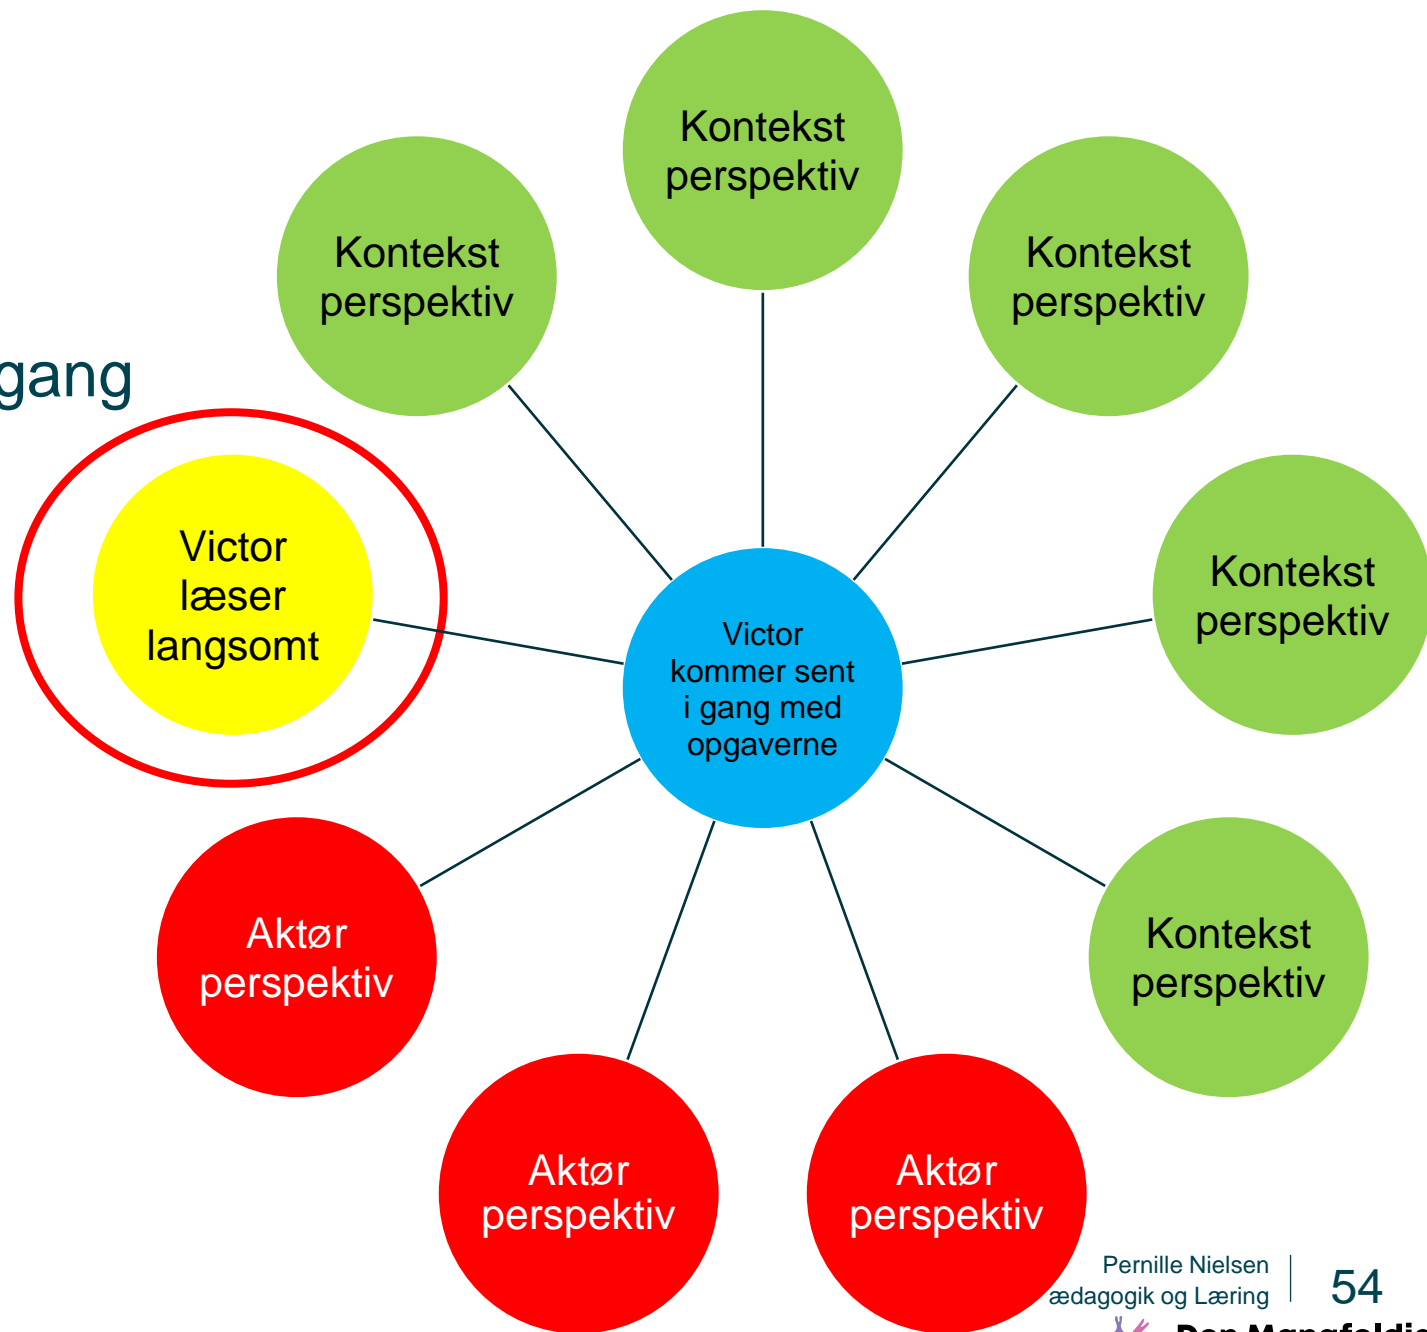 Kontekst
perspektiv
Kontekst
perspektiv
Kontekst
perspektiv
gang
Victor
læser
langsomt
Kontekst
perspektiv
Victor
kommer sent
i gang med
opgaverne
Aktør
perspektiv
Kontekst
perspektiv
Aktør
perspektiv
Aktør
perspektiv
Pernille Nielsen
ædagogik og Læring
54